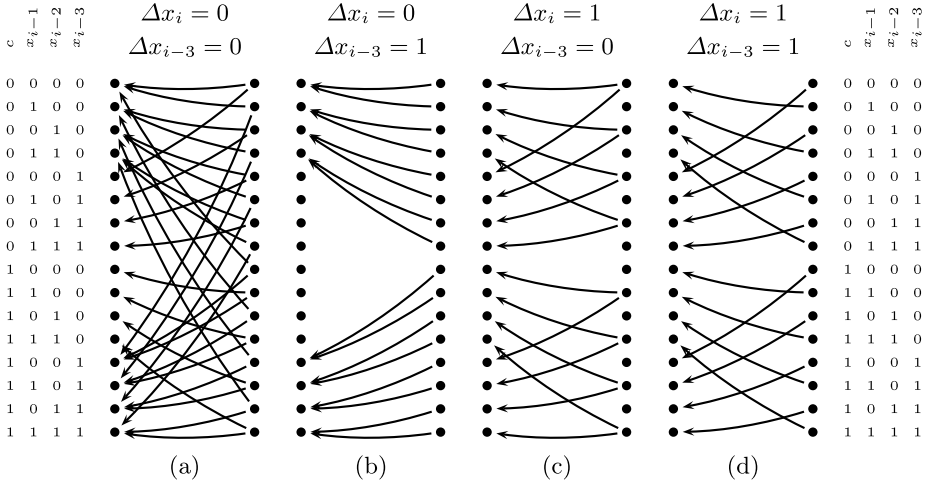 c x_{i−1} x_{i−2} x_{i−3} Δx_i = 0 Δx_i = 0 Δx_i = 1 Δx_i = 1 c x_{i−1} x_{i−2} x_{i−3}
Δx_{i−3} = 0 Δx_{i−3} = 1 Δx_{i−3} = 0 Δx_{i−3} = 1
0 0 0 0 0 0 0 0
0 1 0 0 0 1 0 0
0 0 1 0 0 0 1 0
0 1 1 0 0 1 1 0
0 0 0 1 0 0 0 1
0 1 0 1 0 1 0 1
0 0 1 1 0 0 1 1
0 1 1 1 0 1 1 1
1 0 0 0 1 0 0 0
1 1 0 0 1 1 0 0
1 0 1 0 1 0 1 0
1 1 1 0 1 1 1 0
1 0 0 1 1 0 0 1
1 1 0 1 1 1 0 1
1 0 1 1 1 0 1 1
1 1 1 1 1 1 1 1
(a) (b) (c) (d)